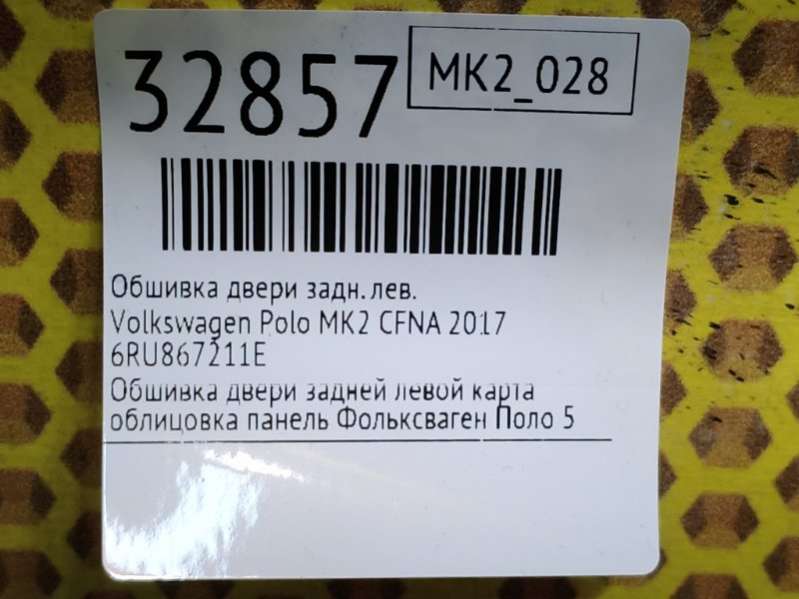 32857
MK2_028
Обшивка двери задн. лев.
Volkswagen Polo MK2 CFNA 2017
6RU867211E
Обшивка двери задней левой карта
облицовка панель Фольксваген Поло 5